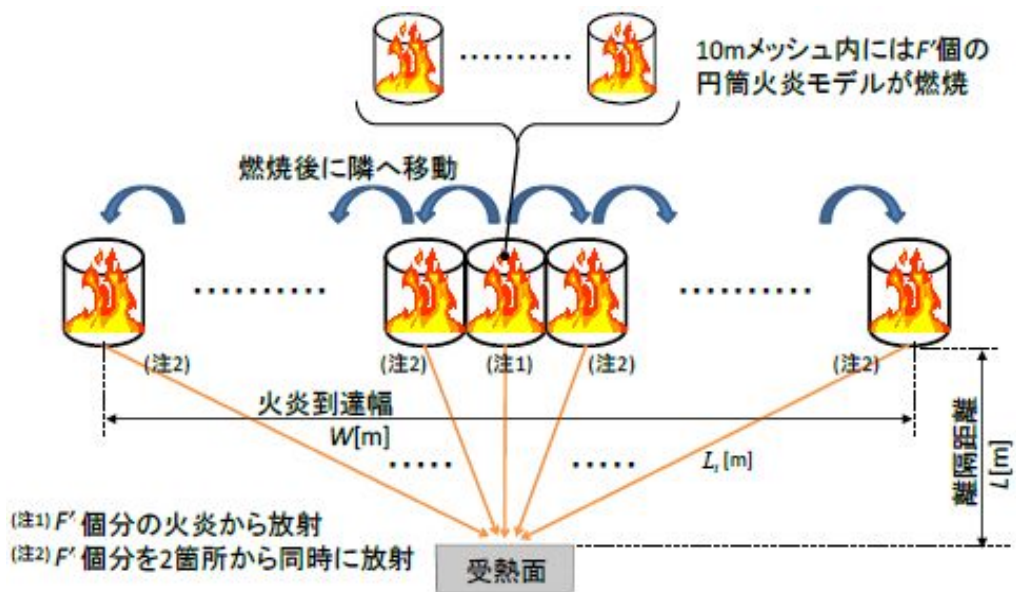 10mメッシュ内にはF'個の
円筒火炎モデルが燃焼
燃焼後に隣へ移動
(注2)
(注2)
(注1)
(注2)
(注2)
火炎到達幅
W[m]
Lᵢ [m]
離隔距離
L[m]
(注1) F' 個分の火炎から放射
(注2) F' 個分を2箇所から同時に放射
受熱面